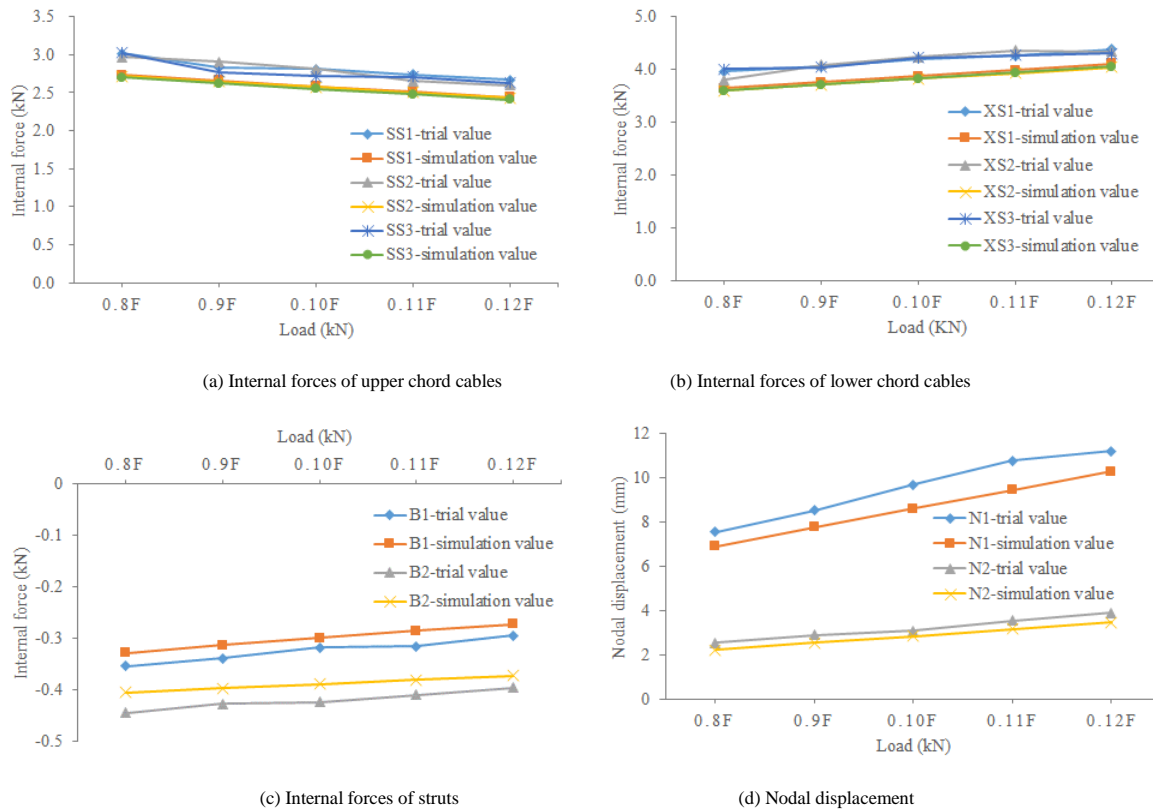 3.5
3.0
2.5
2.0
1.5
1.0
0.5
0.0
Internal force (kN)
0.8F 0.9F 0.10F 0.11F 0.12F
Load (kN)
SS1-trial value
SS1-simulation value
SS2-trial value
SS2-simulation value
SS3-trial value
SS3-simulation value
(a) Internal forces of upper chord cables
5.0
4.0
3.0
2.0
1.0
0.0
Internal force (kN)
0.8F 0.9F 0.10F 0.11F 0.12F
Load (KN)
XS1-trial value
XS1-simulation value
XS2-trial value
XS2-simulation value
XS3-trial value
XS3-simulation value
(b) Internal forces of lower chord cables
Load (kN)
0.8F 0.9F 0.10F 0.11F 0.12F
0
-0.1
-0.2
-0.3
-0.4
-0.5
Internal force (kN)
B1-trial value
B1-simulation value
B2-trial value
B2-simulation value
(c) Internal forces of struts
12
10
8
6
4
2
0
Nodal displacement (mm)
0.8F 0.9F 0.10F 0.11F 0.12F
Load (kN)
N1-trial value
N1-simulation value
N2-trial value
N2-simulation value
(d) Nodal displacement